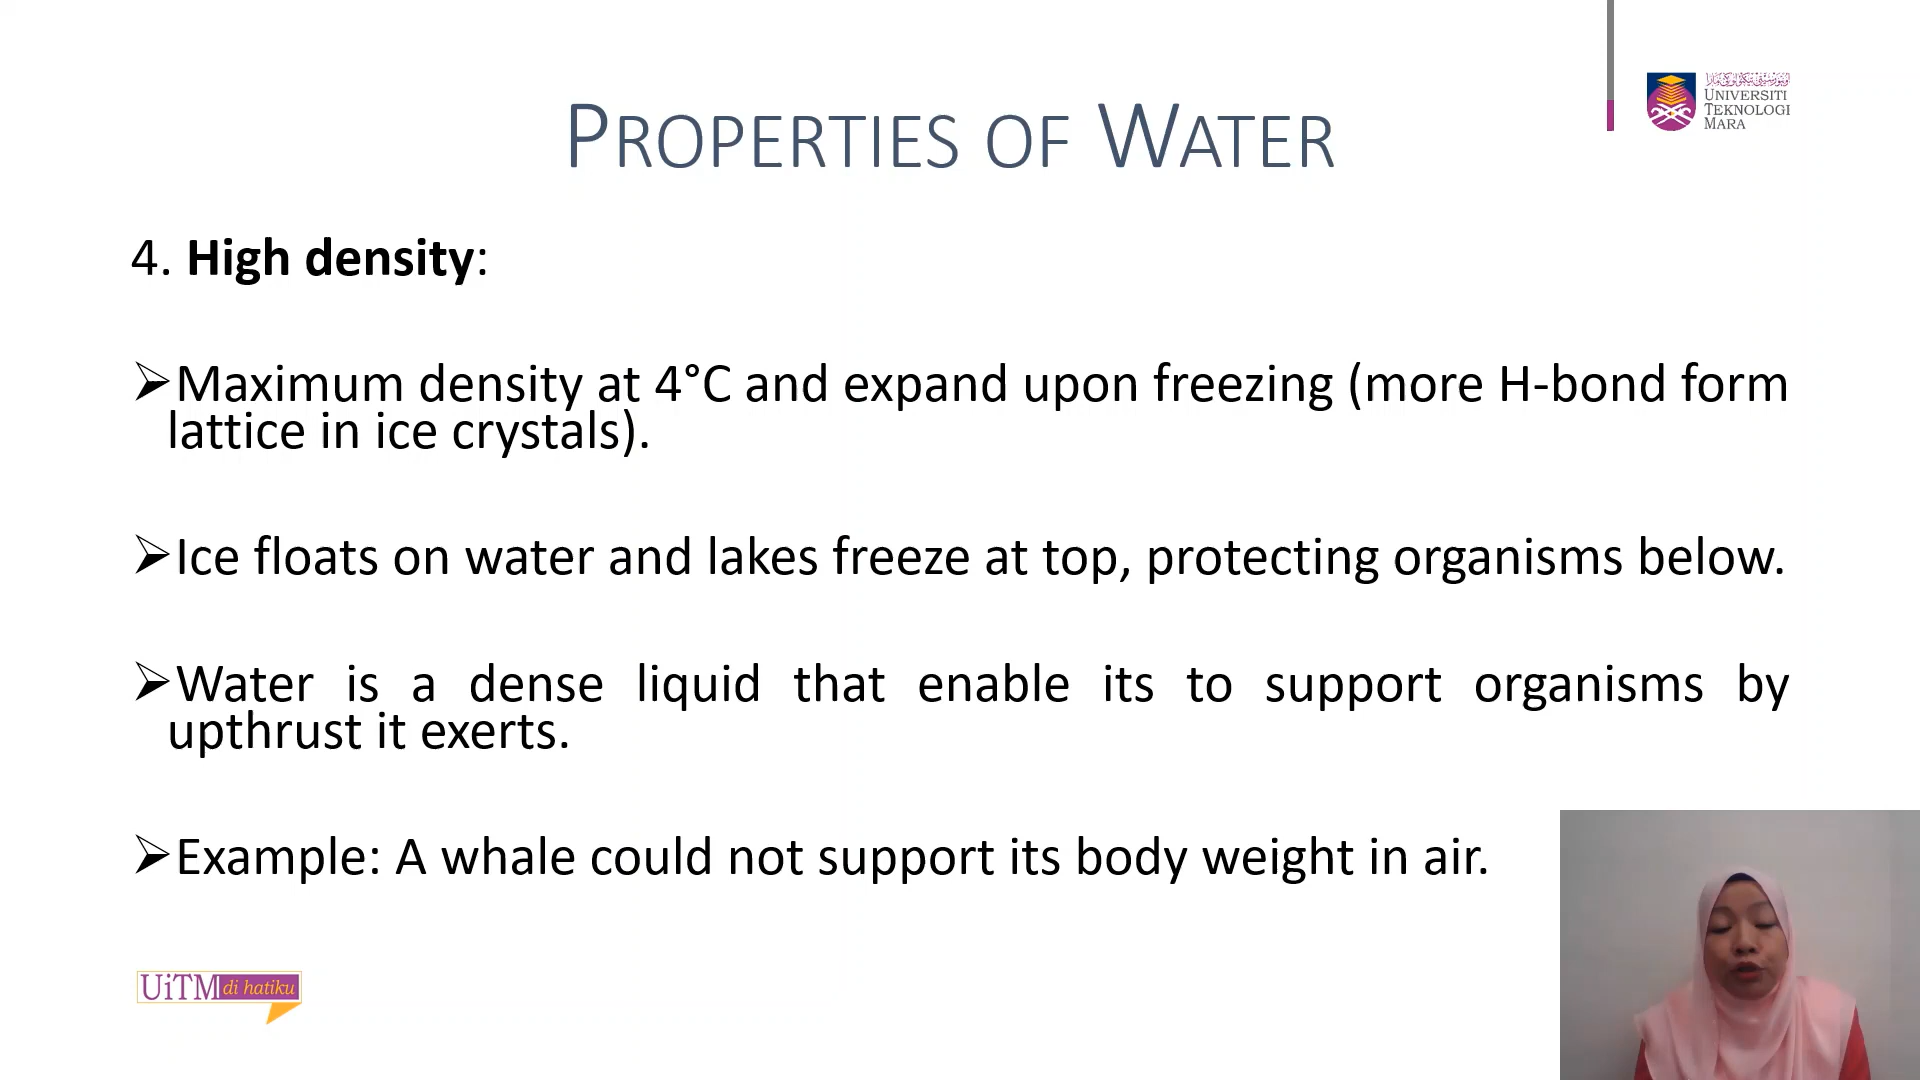 PROPERTIES OF WATER
UNIVERSITI
TEKNOLOGI
MARA
4. High density:
➢Maximum density at 4°C and expand upon freezing (more H-bond form
lattice in ice crystals).
➢Ice floats on water and lakes freeze at top, protecting organisms below.
➢Water is a dense liquid that enable its to support organisms by
upthrust it exerts.
➢Example: A whale could not support its body weight in air.
UiTM di hatiku